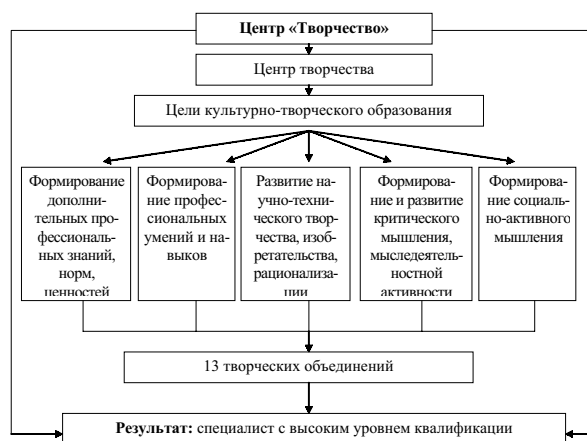 Центр «Творчество»
Центр творчества
Цели культурно-творческого образования
Формирование
дополни-
тельных про-
фессиональ-
ных знаний,
норм,
ценностей
Формирова-
ние профес-
сиональных
умений и на-
выков
Развитие на-
учно-техни-
ческого твор-
чества, изоб-
ретательства,
рационализа-
ции
Формирова-
ние и развитие
критического
мышления,
мыследеятель-
ностной
активности
Формирова-
ние социаль-
но-активного
мышления
13 творческих объединений
Результат: специалист с высоким уровнем квалификации